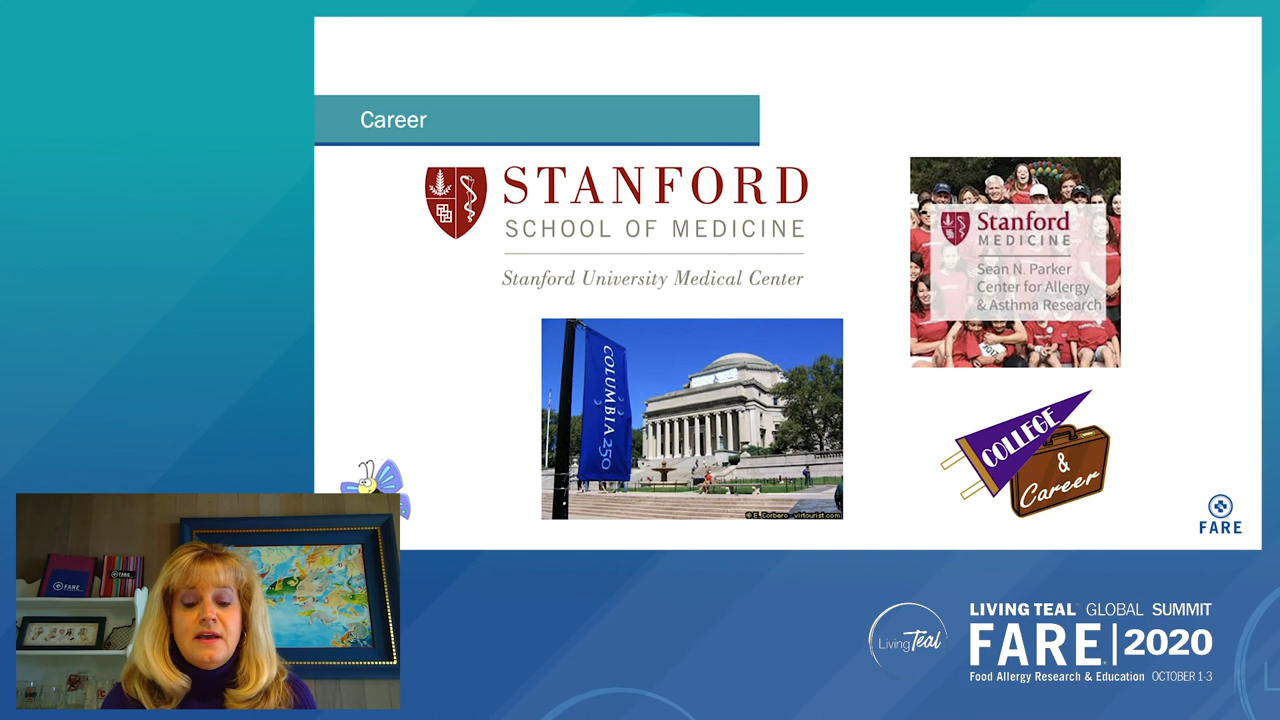 Career
STANFORD
SCHOOL OF MEDICINE
Stanford University Medical Center
Stanford
MEDICINE
Sean N. Parker
Center for Allergy
& Asthma Research
COLUMBIA 250
© E. Corbero - virtourist.com
COLLEGE
&
Career
FARE
FARE
FARE
Living Teal
LIVING TEAL GLOBAL SUMMIT
FARE | 2020
Food Allergy Research & Education OCTOBER 1-3